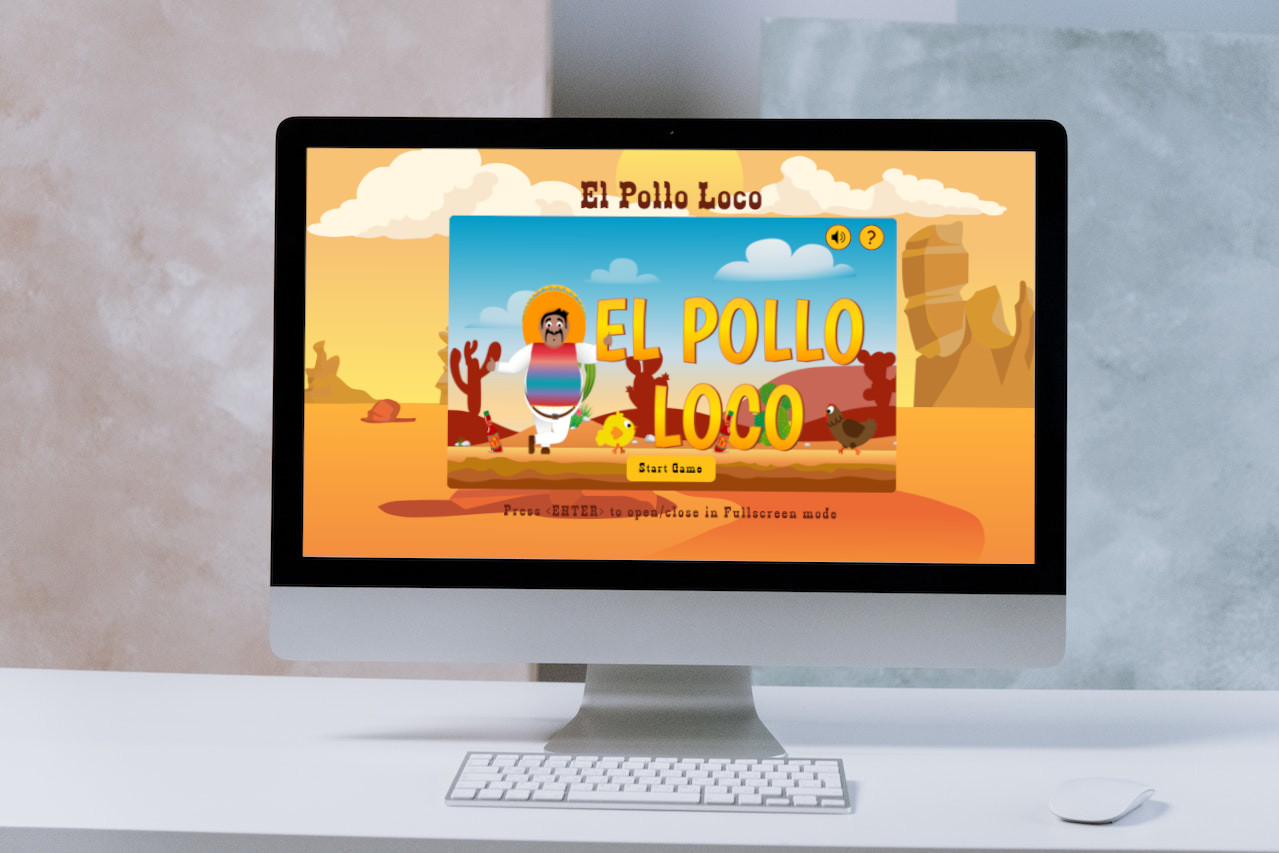 El Pollo Loco
?
EL POLLO
LOCO
Start Game
Press <ENTER> to open/close in Fullscreen mode